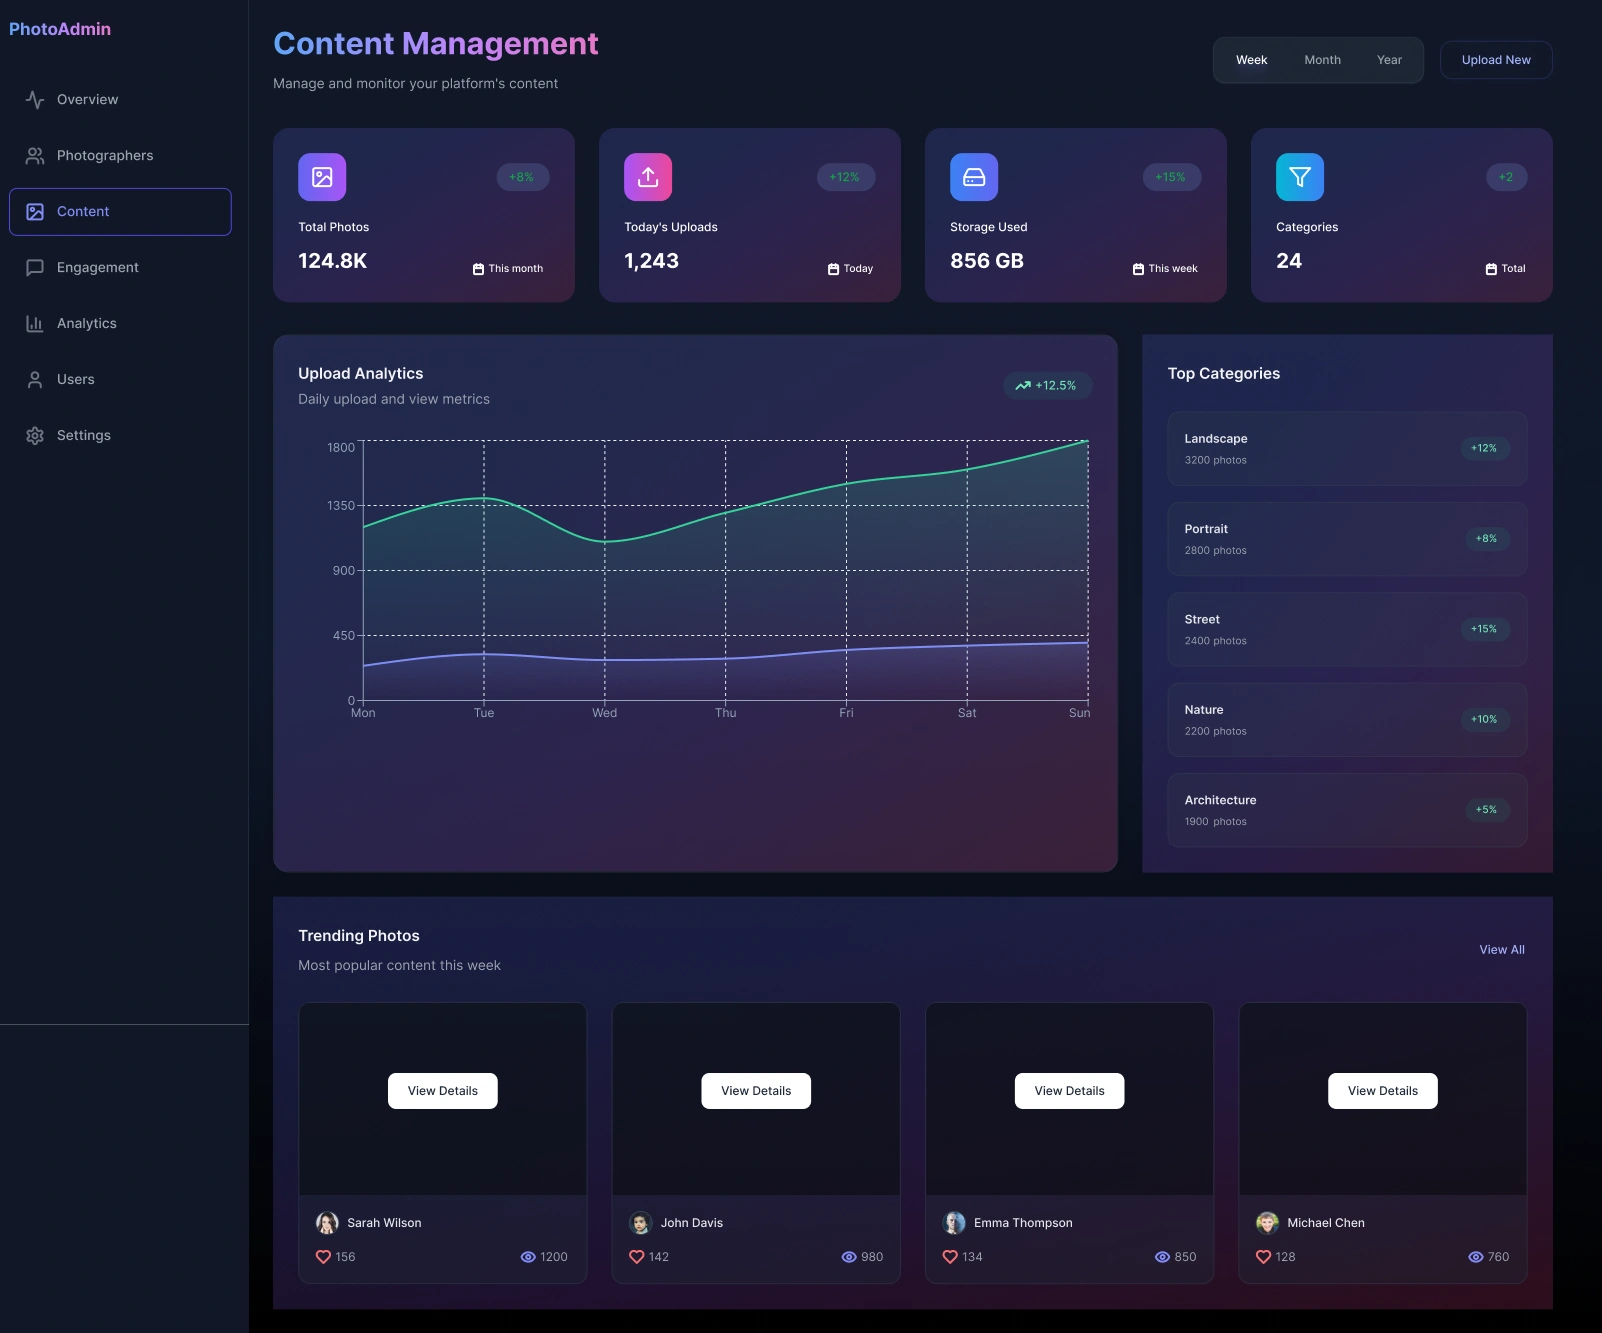 PhotoAdmin
Overview
Photographers
Content
Engagement
Analytics
Users
Settings
Content Management
Manage and monitor your platform's content
Week Month Year
Upload New
+8%
Total Photos
124.8K
This month
+12%
Today's Uploads
1,243
Today
+15%
Storage Used
856 GB
This week
+2
Categories
24
Total
Upload Analytics
Daily upload and view metrics
+12.5%
1800
1350
900
450
0
Mon Tue Wed Thu Fri Sat Sun
Top Categories
Landscape
3200 photos
+12%
Portrait
2800 photos
+8%
Street
2400 photos
+15%
Nature
2200 photos
+10%
Architecture
1900 photos
+5%
Trending Photos
Most popular content this week
View All
View Details
Sarah Wilson
156 1200
View Details
John Davis
142 980
View Details
Emma Thompson
134 850
View Details
Michael Chen
128 760